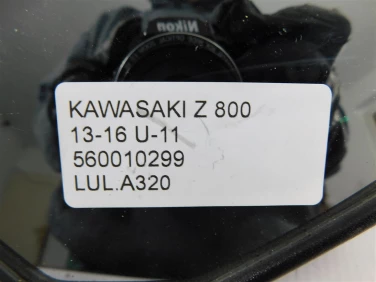 Nikon
KAWASAKI Z 800
13-16 U-11
560010299
LUL.A320